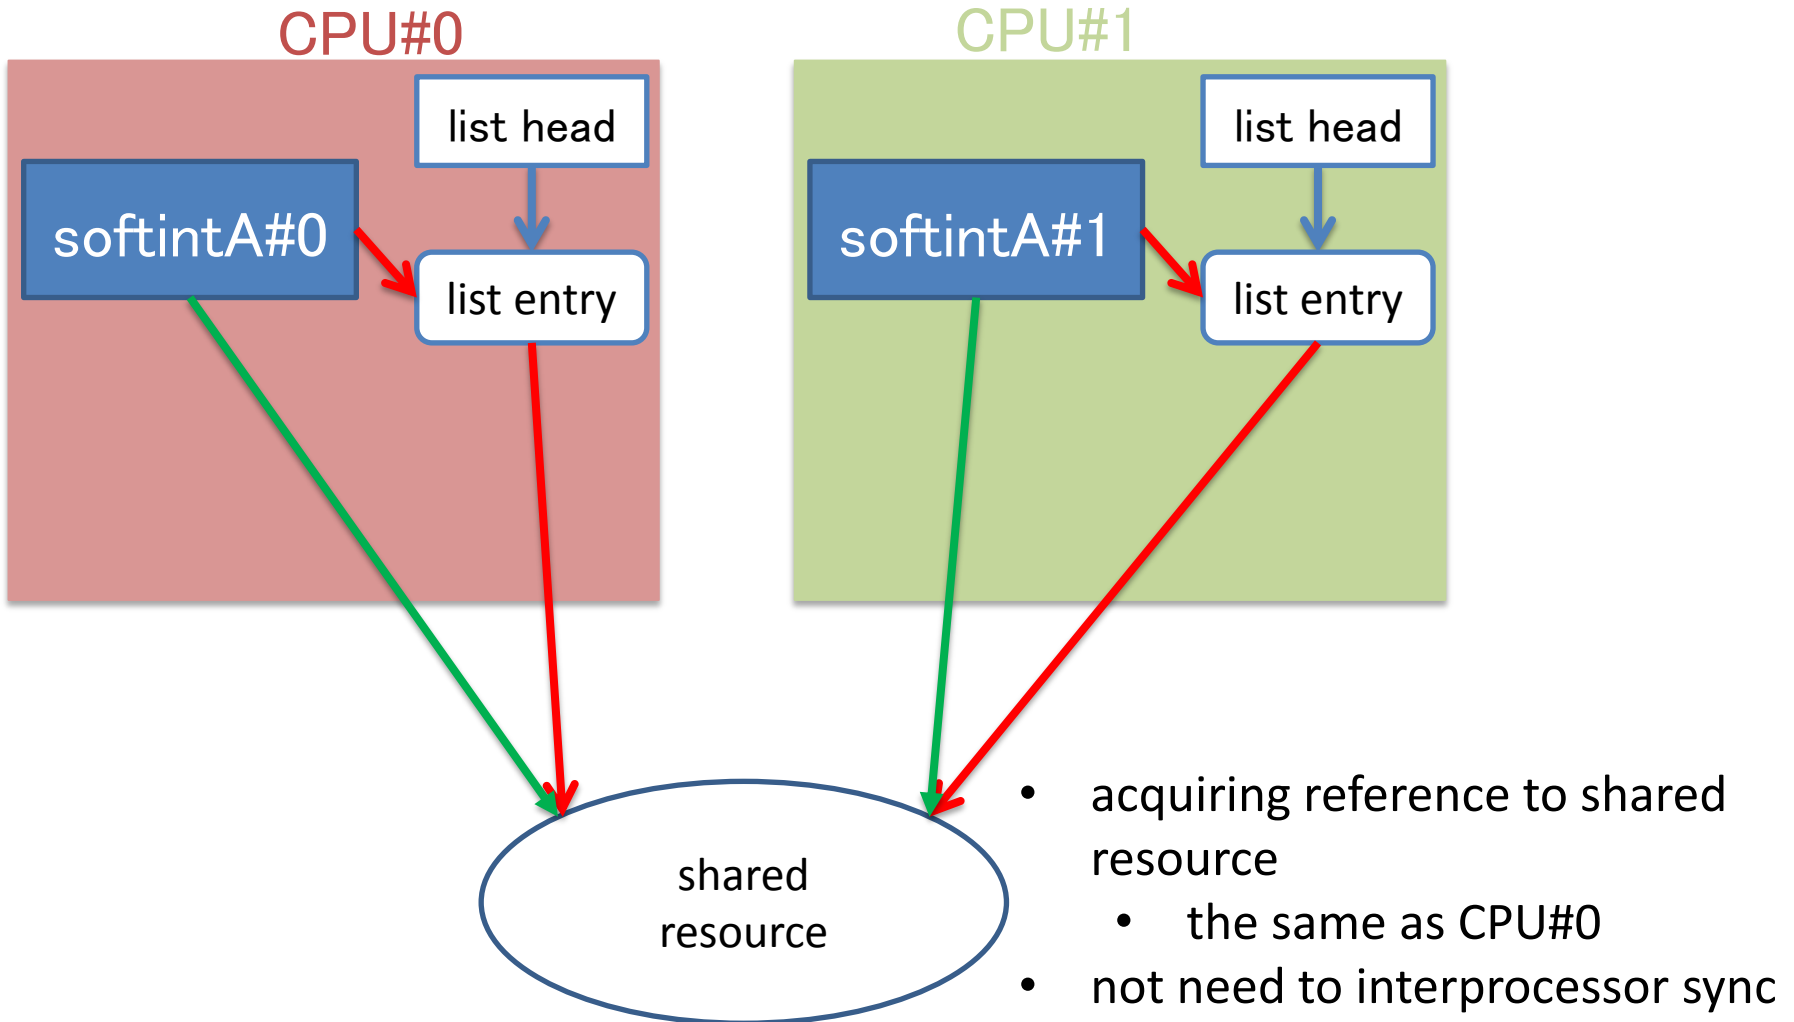 CPU#0
CPU#1
list head
list head
softintA#0
softintA#1
list entry
list entry
shared
resource
• acquiring reference to shared
resource
• the same as CPU#0
• not need to interprocessor sync